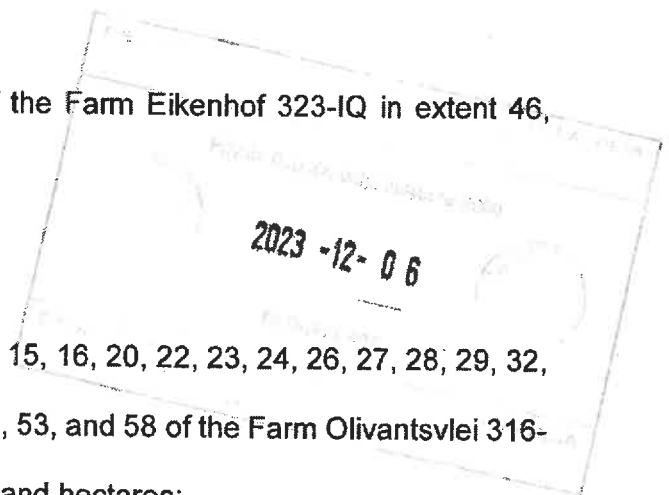 the Farm Eikenhof 323-IQ in extent 46,
2023 -12- 06
15, 16, 20, 22, 23, 24, 26, 27, 28, 29, 32,
, 53, and 58 of the Farm Olivantsvlei 316-
and hectares: